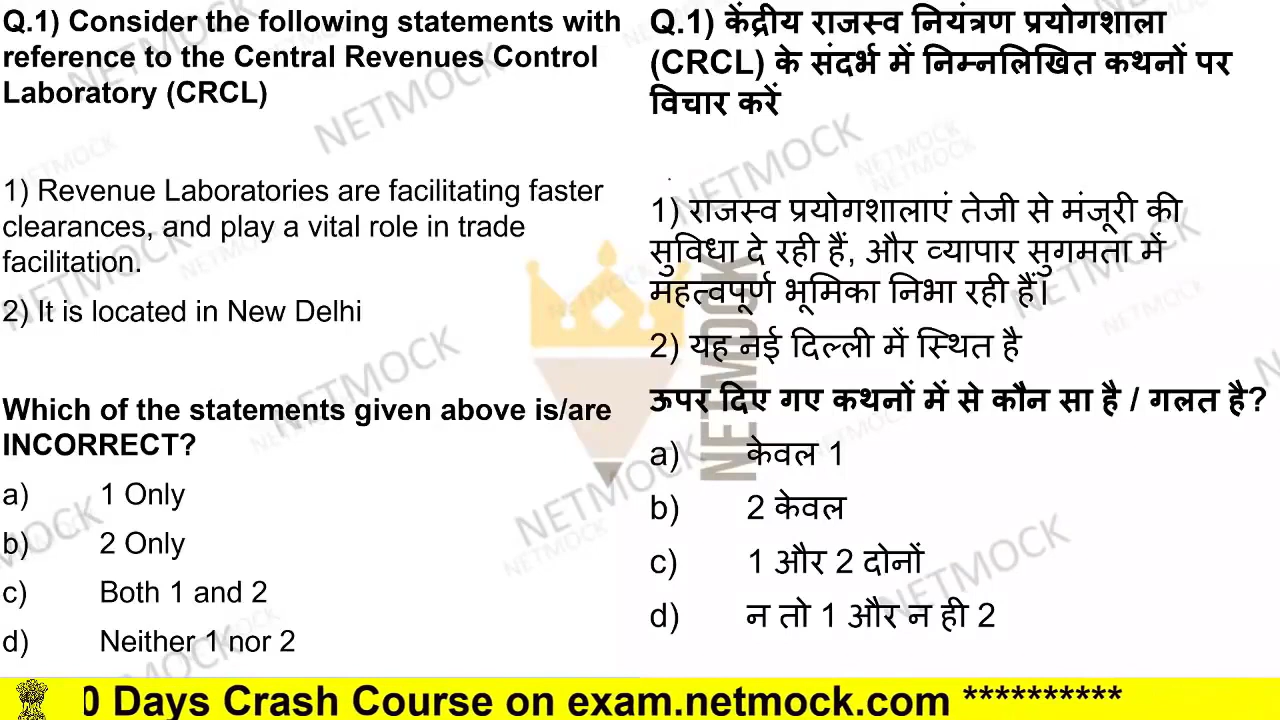 Q.1) Consider the following statements with
reference to the Central Revenues Control
Laboratory (CRCL)
1) Revenue Laboratories are facilitating faster
clearances, and play a vital role in trade
facilitation.
2) It is located in New Delhi
Which of the statements given above is/are
INCORRECT?
a) 1 Only
b) 2 Only
c) Both 1 and 2
d) Neither 1 nor 2
Q.1) केंद्रीय राजस्व नियंत्रण प्रयोगशाला
(CRCL) के संदर्भ में निम्नलिखित कथनों पर
विचार करें
1) राजस्व प्रयोगशालाएं तेजी से मंजूरी की
सुविधा दे रही हैं, और व्यापार सुगमता में
महत्वपूर्ण भूमिका निभा रही हैं।
2) यह नई दिल्ली में स्थित है
ऊपर दिए गए कथनों में से कौन सा है / गलत है?
a) केवल 1
b) 2 केवल
c) 1 और 2 दोनों
d) न तो 1 और न ही 2
NETMOCK
0 Days Crash Course on exam.netmock.com **********